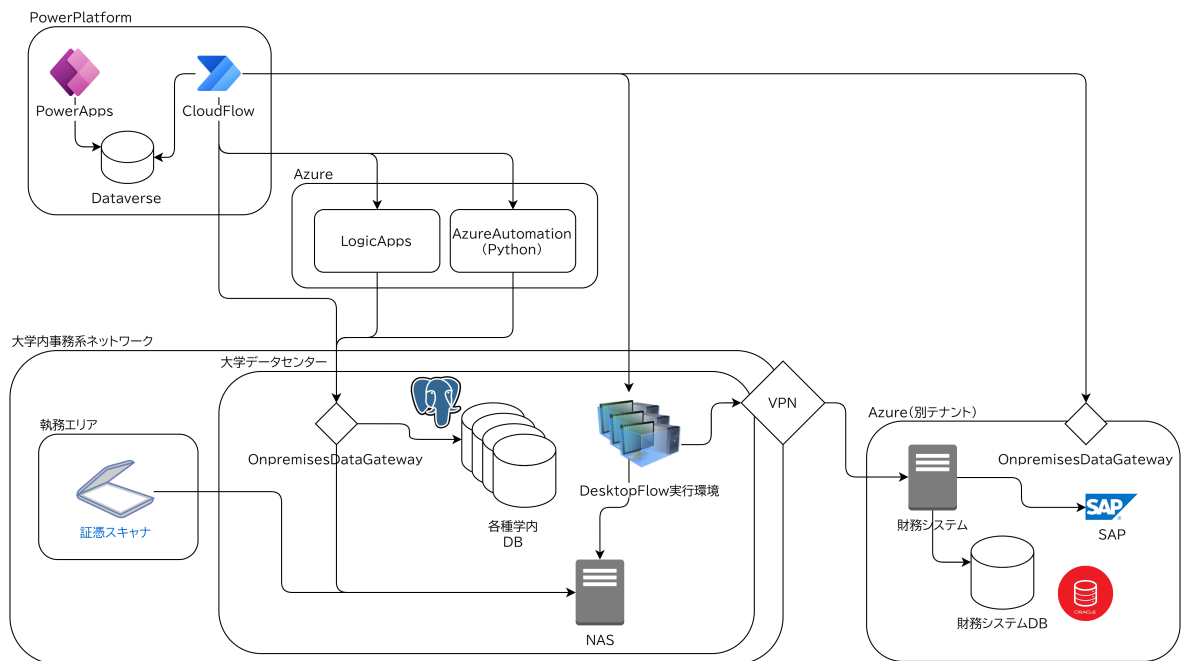 PowerPlatform
PowerApps
CloudFlow
Dataverse
Azure
LogicApps
AzureAutomation
(Python)
大学内事務系ネットワーク
大学データセンター
執務エリア
証憑スキャナ
OnpremisesDataGateway
各種学内
DB
DesktopFlow実行環境
NAS
VPN
Azure(別テナント)
OnpremisesDataGateway
財務システム
SAP
SAP
財務システムDB
ORACLE